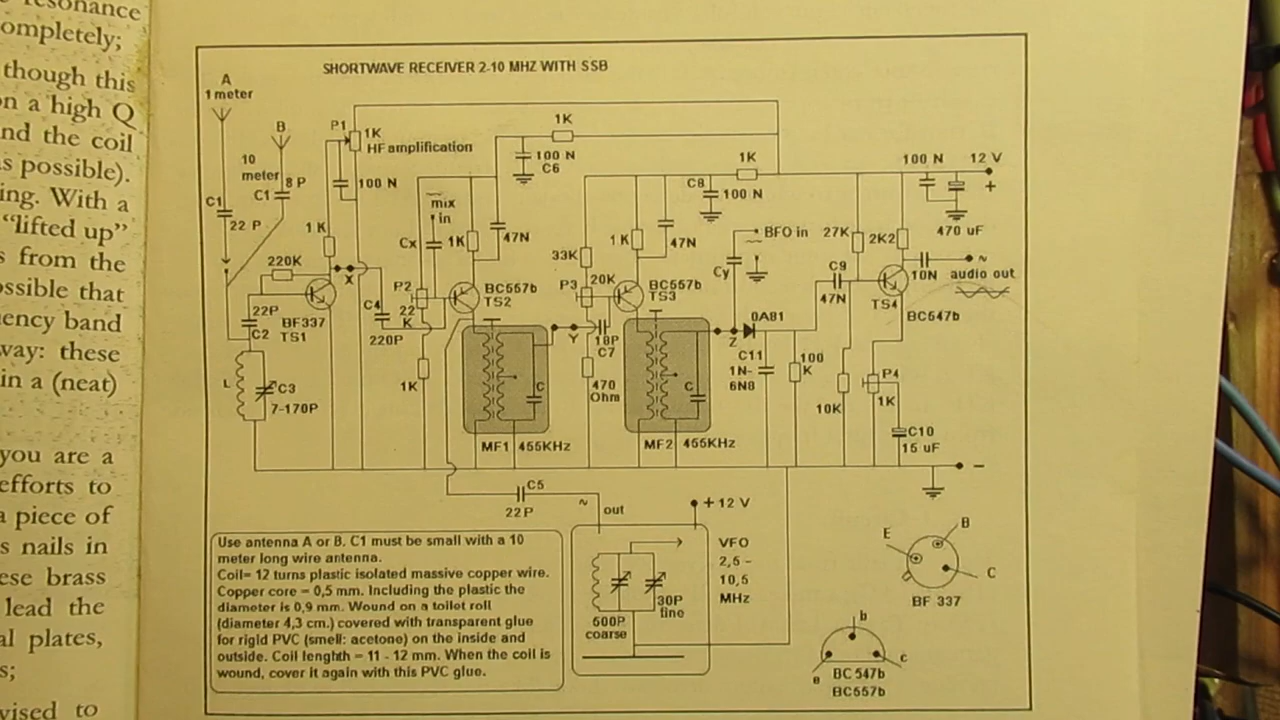 resonance
ompletely;
though this
n a high Q
nd the coil
s possible).
ing. With a
"lifted up"
s from the
ossible that
ency band
way: these
in a (neat)
you are a
efforts to
a piece of
s nails in
ese brass
lead the
al plates,
s;
vised to
SHORTWAVE RECEIVER 2-10 MHZ WITH SSB
A
1 meter
B
10
meter
C1
8 P
C1
22 P
P1
1K
HF amplification
100 N
1K
220K
X
22P
C2
BF337
TS1
L
C3
7-170P
C4
220P
mix
in
Cx
1K
47N
P2
22
K
BC557b
TS2
1K
1K
100 N
C6
MF1
455KHz
C
Y
18P
C7
33K
P3
20K
1K
47N
BC557b
TS3
470
Ohm
1K
C8
100 N
MF2
455KHz
C
Cy
BFO in
Z
0A81
C11
1N-
6N8
100
K
C9
47N
27K
2K2
10K
TS4
BC547b
P4
1K
C10
15 uF
100 N
12 V
+
470 uF
10N
~
audio out
-
C5
22P
~
out
+ 12 V
VFO
2,5 -
10,5
MHz
500P
coarse
30P
fine
Use antenna A or B. C1 must be small with a 10
meter long wire antenna.
Coil= 12 turns plastic isolated massive copper wire.
Copper core = 0,5 mm. Including the plastic the
diameter is 0,9 mm. Wound on a toilet roll
(diameter 4,3 cm.) covered with transparent glue
for rigid PVC (smell: acetone) on the inside and
outside. Coil lenghth = 11 - 12 mm. When the coil is
wound, cover it again with this PVC glue.
E
B
C
BF 337
b
e
c
BC 547b
BC557b